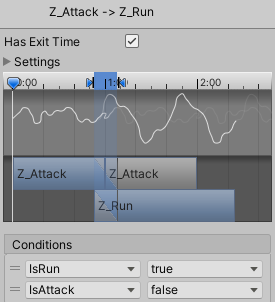 Z_Attack -> Z_Run
Has Exit Time
Settings
0:00 1:00 2:00
Z_Attack Z_Attack
Z_Run
Conditions
IsRun true
IsAttack false